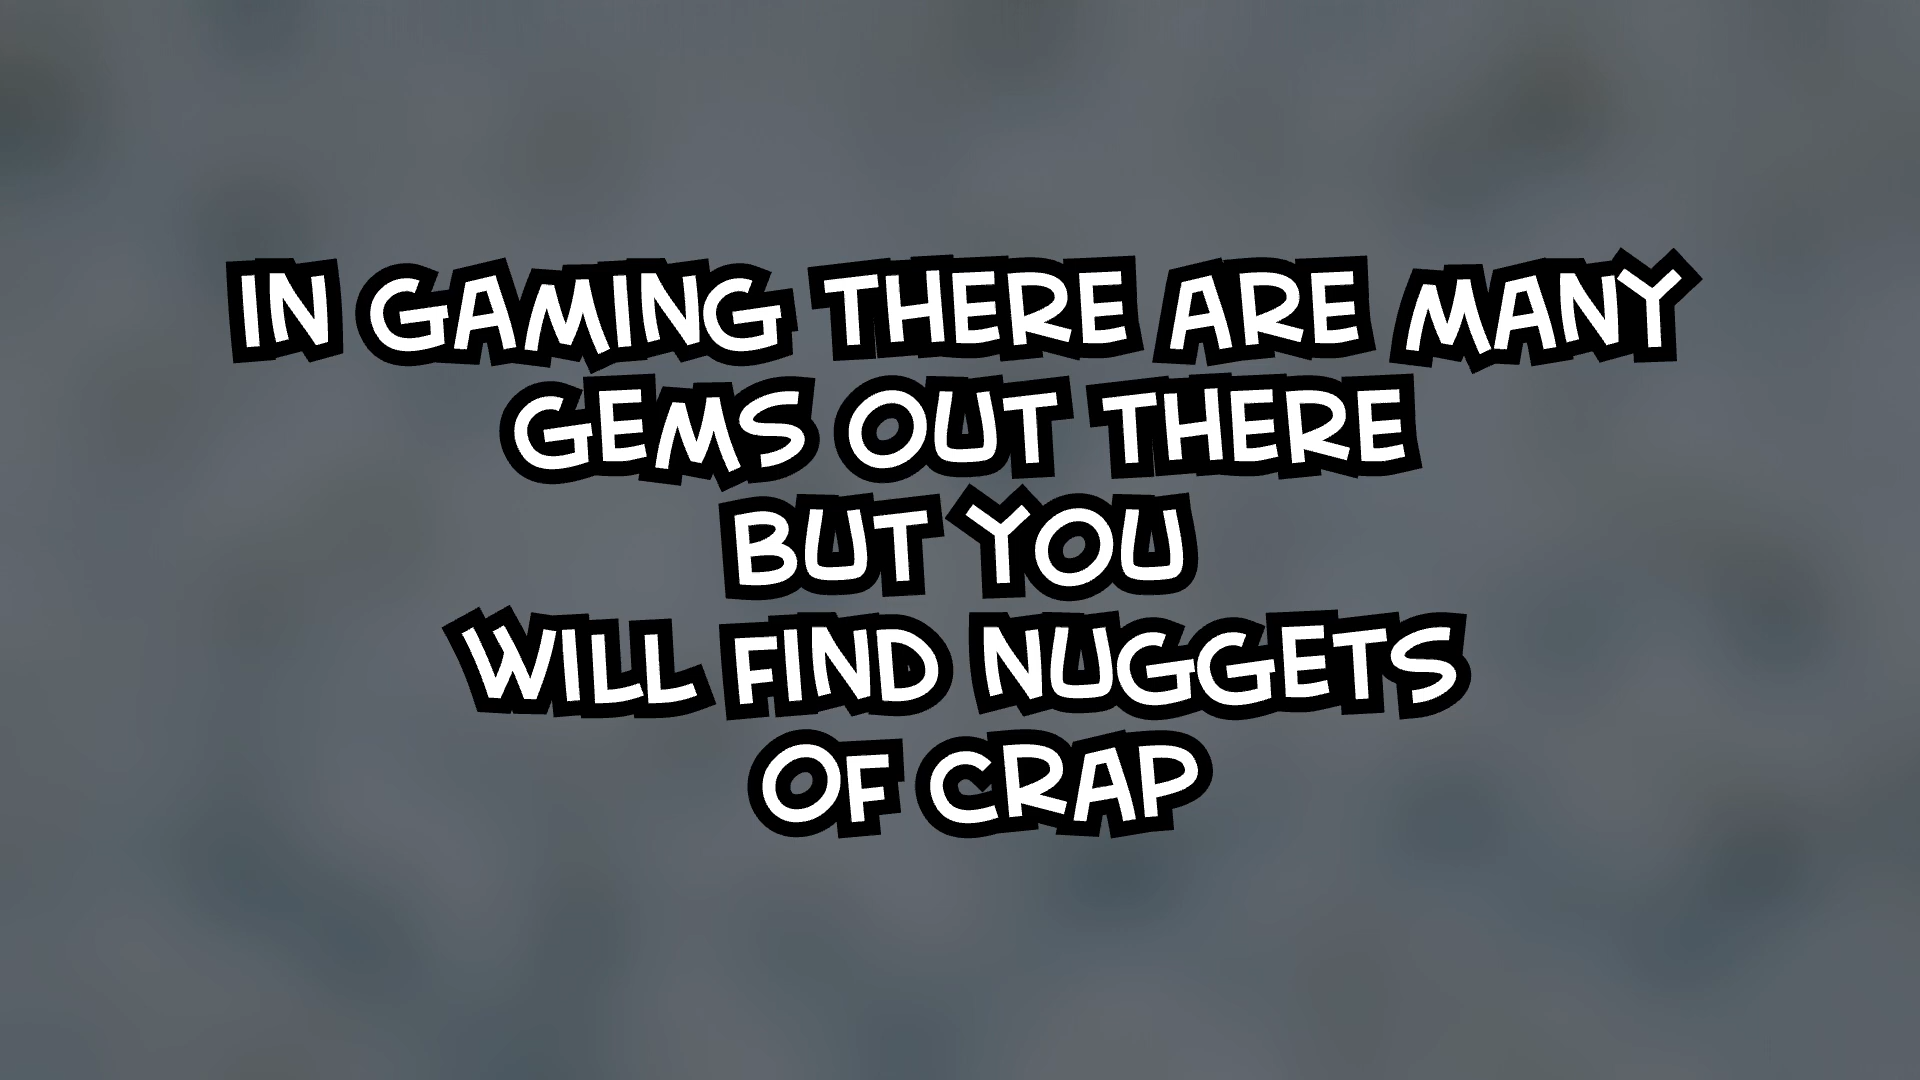 IN GAMING THERE ARE MANY
GEMS OUT THERE
BUT YOU
WILL FIND NUGGETS
OF CRAP